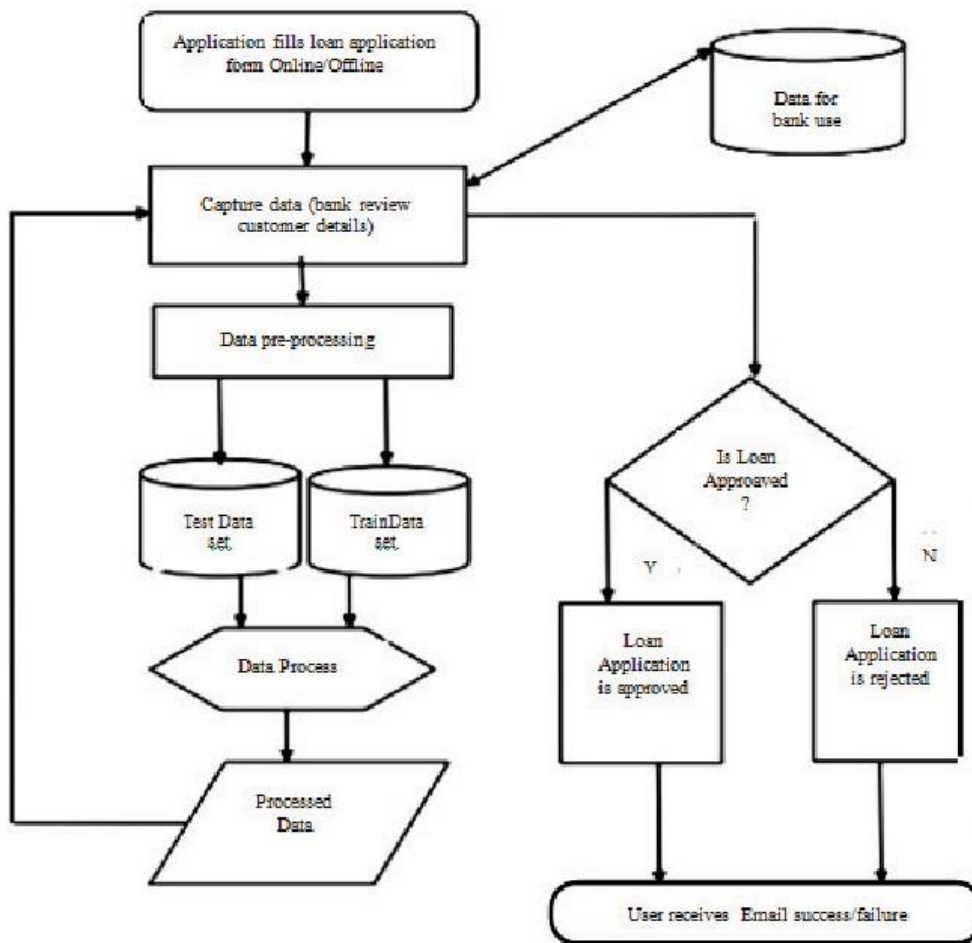 Application fills loan application
form Online/Offline
Data for
bank use
Capture data (bank review
customer details)
Data pre-processing
Is Loan
Approaved
?
Test Data
set
TrainData
set
Y
N
Data Process
Loan
Application
is approved
Loan
Application
is rejected
Processed
Data
User receives Email success/failure